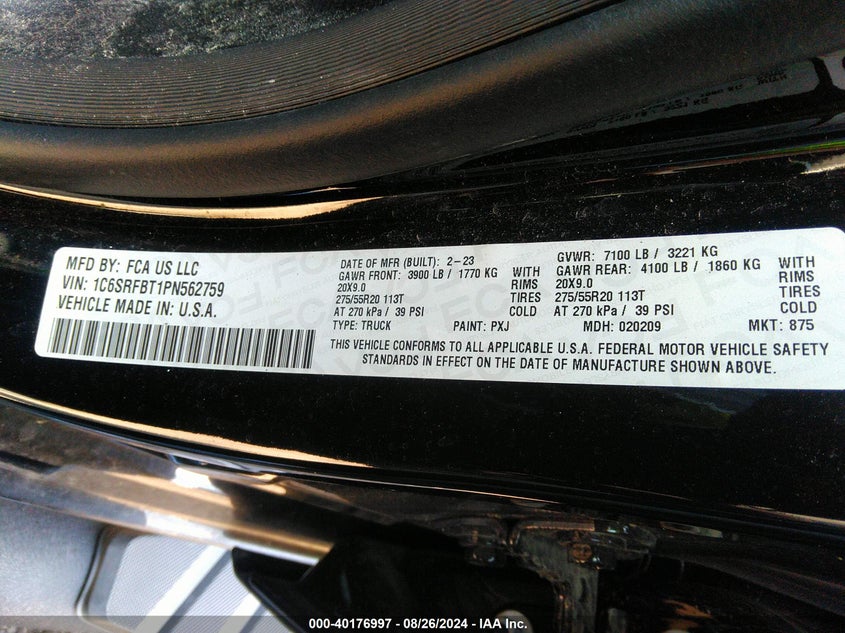 MFD BY: FCA US LLC
VIN: 1C6SRFBT1PN562759
VEHICLE MADE IN: U.S.A.
DATE OF MFR (BUILT): 2-23 GVWR: 7100 LB / 3221 KG
GAWR FRONT: 3900 LB / 1770 KG WITH GAWR REAR: 4100 LB / 1860 KG WITH
20X9.0 RIMS 20X9.0 RIMS
275/55R20 113T TIRES 275/55R20 113T TIRES
AT 270 kPa / 39 PSI COLD AT 270 kPa / 39 PSI COLD
TYPE: TRUCK PAINT: PXJ MDH: 020209 MKT: 875
THIS VEHICLE CONFORMS TO ALL APPLICABLE U.S.A. FEDERAL MOTOR VEHICLE SAFETY
STANDARDS IN EFFECT ON THE DATE OF MANUFACTURE SHOWN ABOVE.
000-40176997 - 08/26/2024 - IAA Inc.